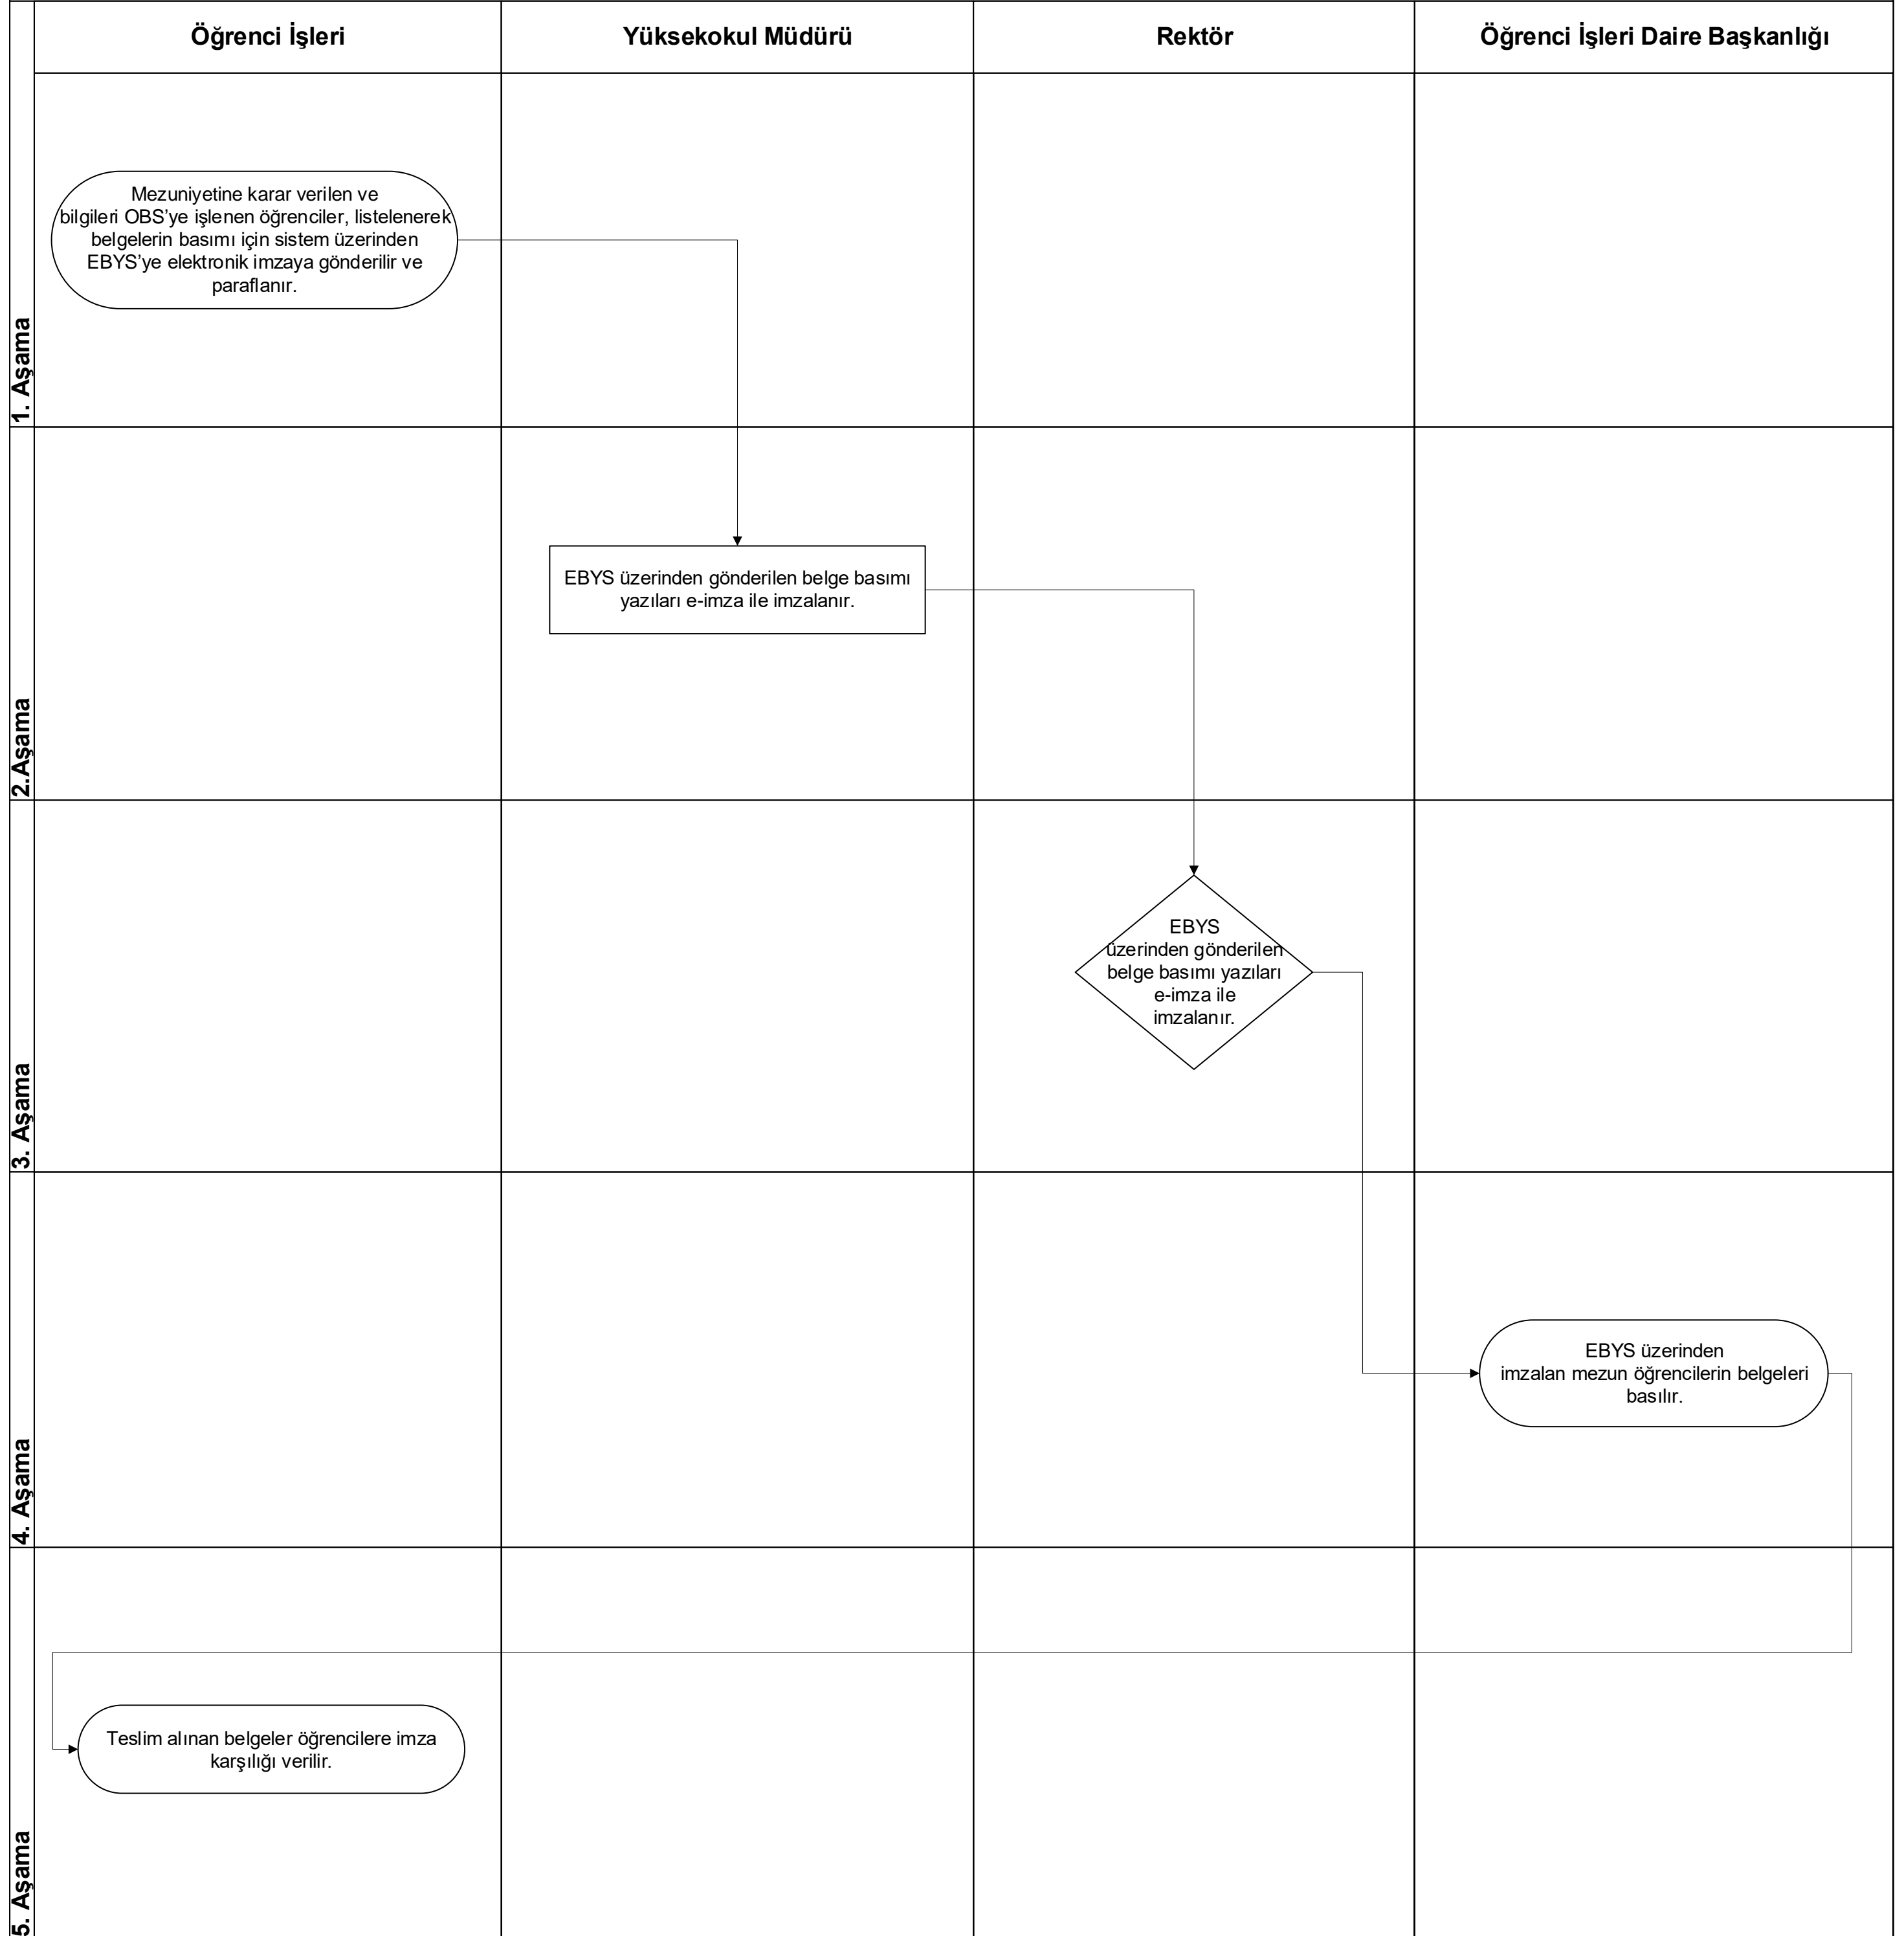 Öğrenci İşleri
Yüksekokul Müdürü
Rektör
Öğrenci İşleri Daire Başkanlığı
1. Aşama
Mezuniyetine karar verilen ve
bilgileri OBS’ye işlenen öğrenciler, listelenerek
belgelerin basımı için sistem üzerinden
EBYS’ye elektronik imzaya gönderilir ve
paraflanır.
2.Aşama
EBYS üzerinden gönderilen belge basımı
yazıları e-imza ile imzalanır.
3. Aşama
EBYS
üzerinden gönderilen
belge basımı yazıları
e-imza ile
imzalanır.
4. Aşama
EBYS üzerinden
imzalan mezun öğrencilerin belgeleri
basılır.
5. Aşama
Teslim alınan belgeler öğrencilere imza
karşılığı verilir.